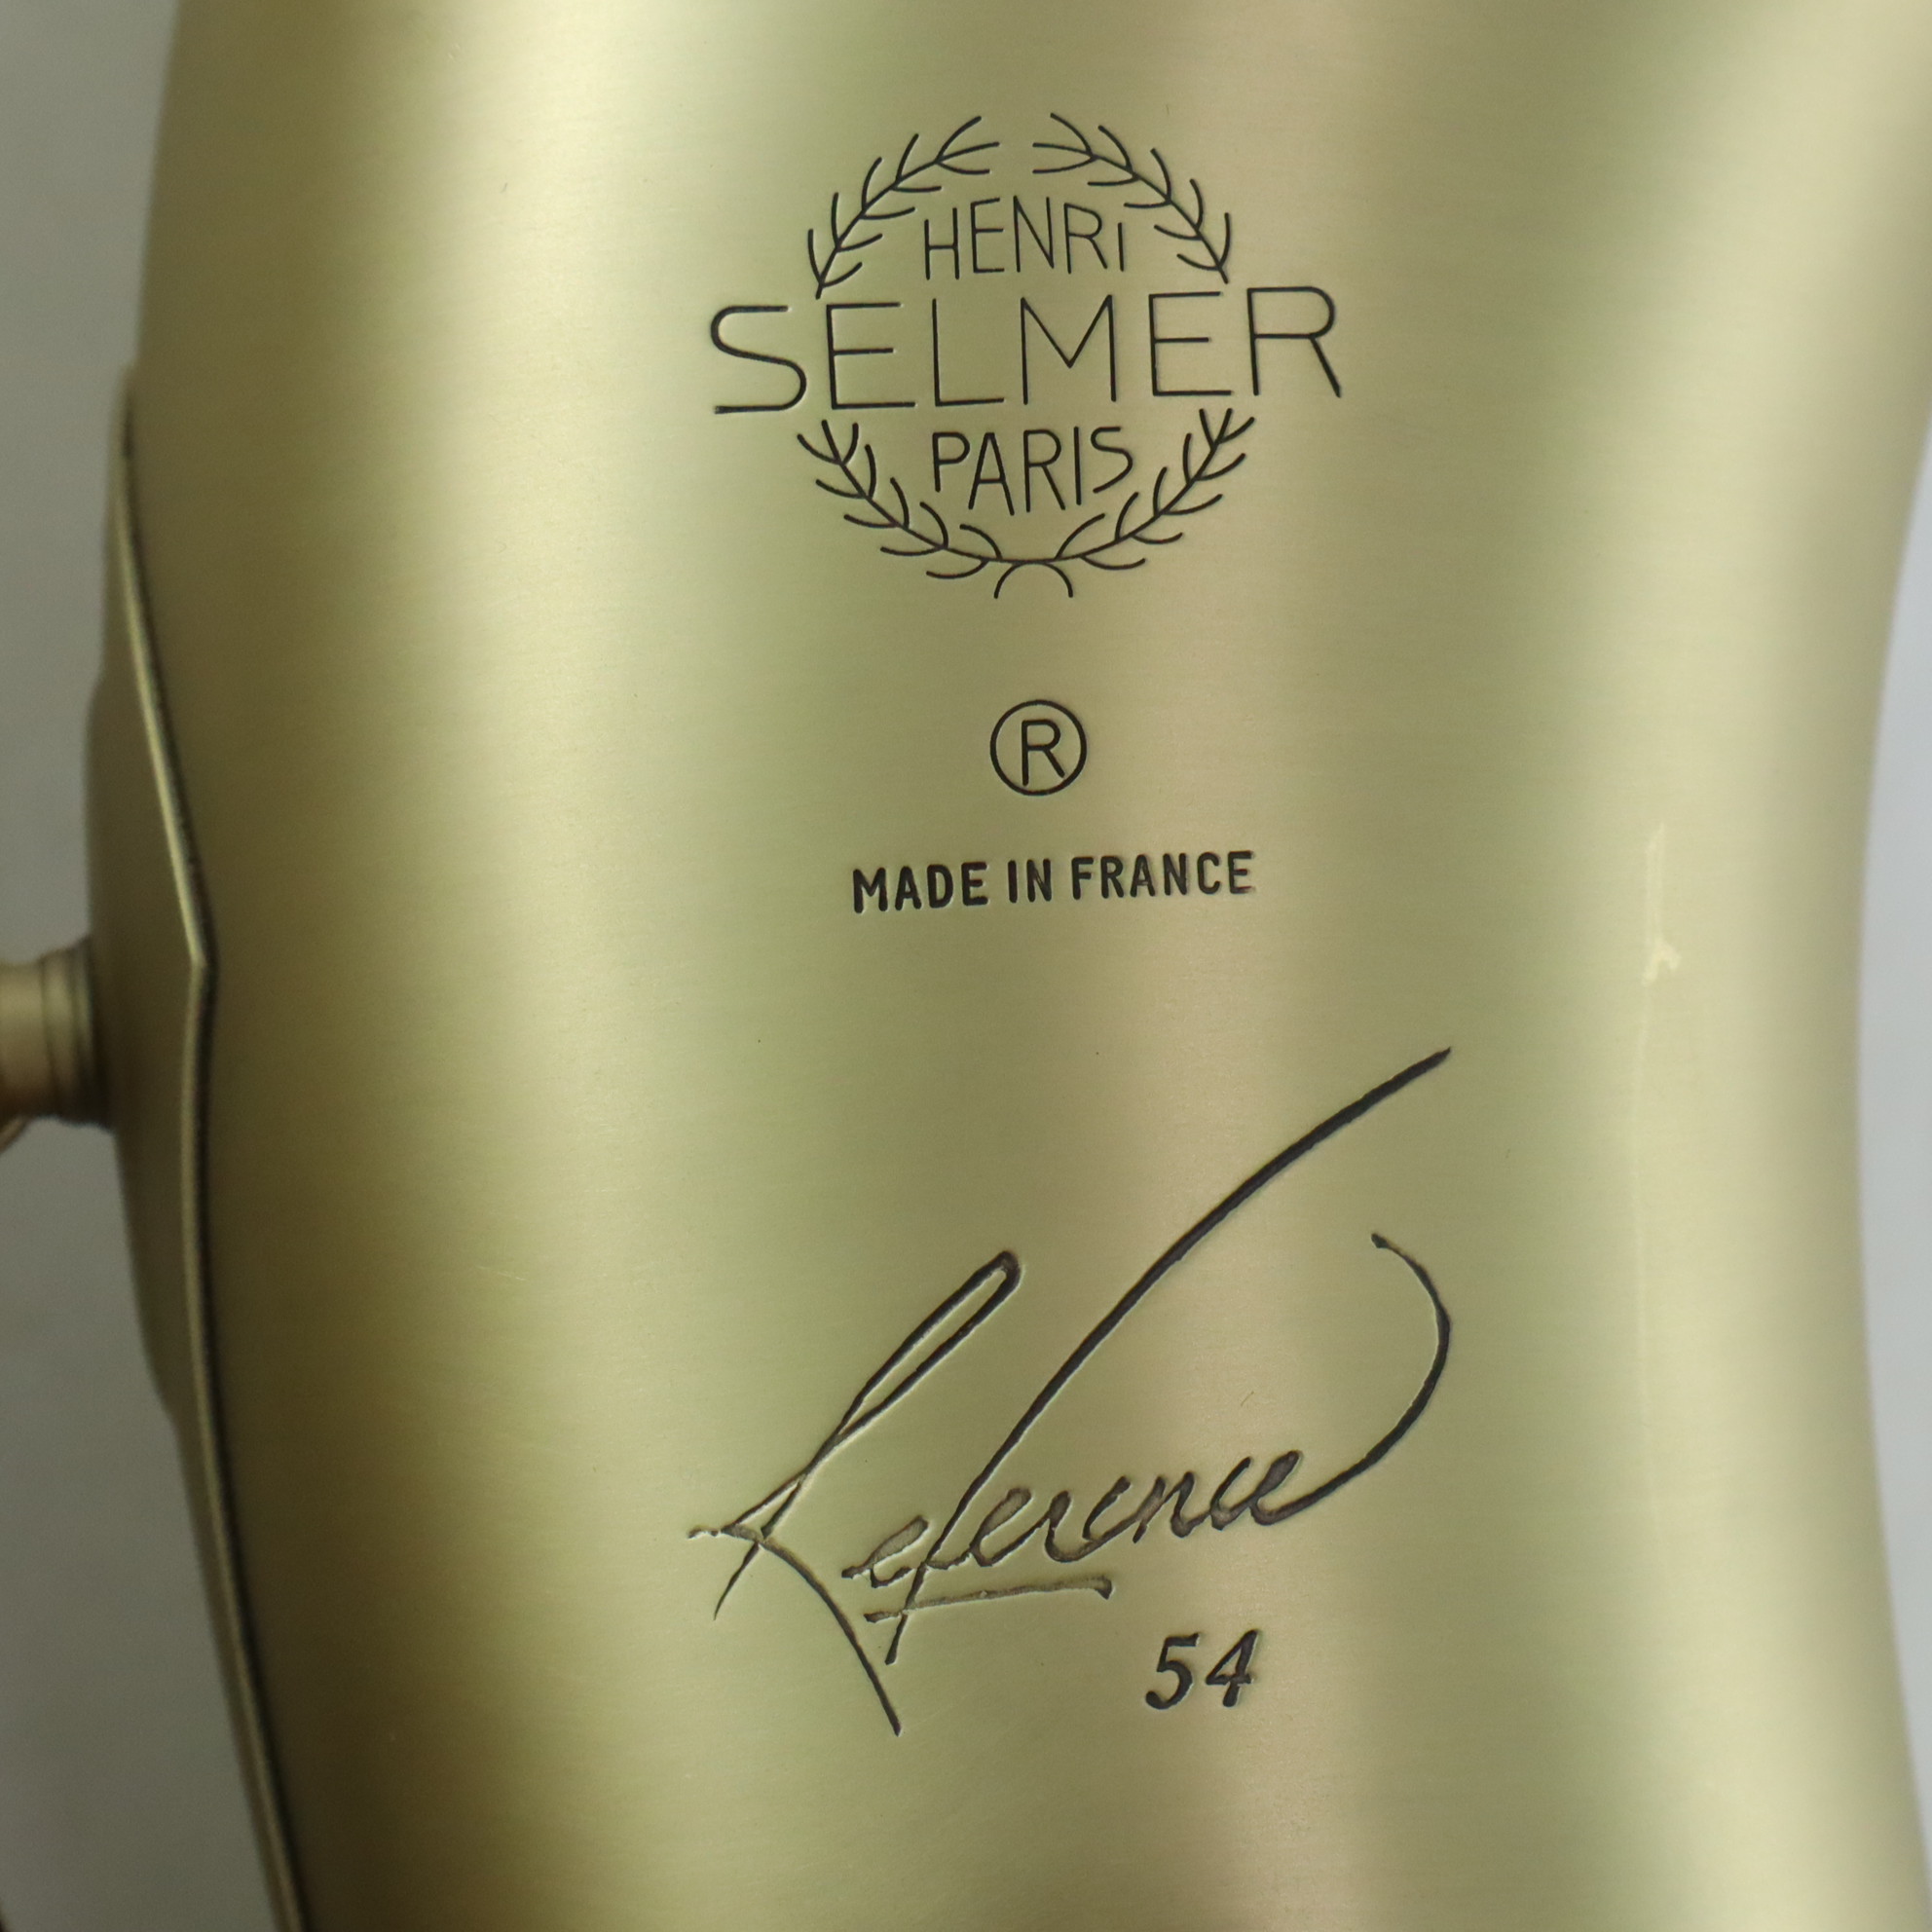 HENRI
SELMER
PARIS
®
MADE IN FRANCE
Reference
54